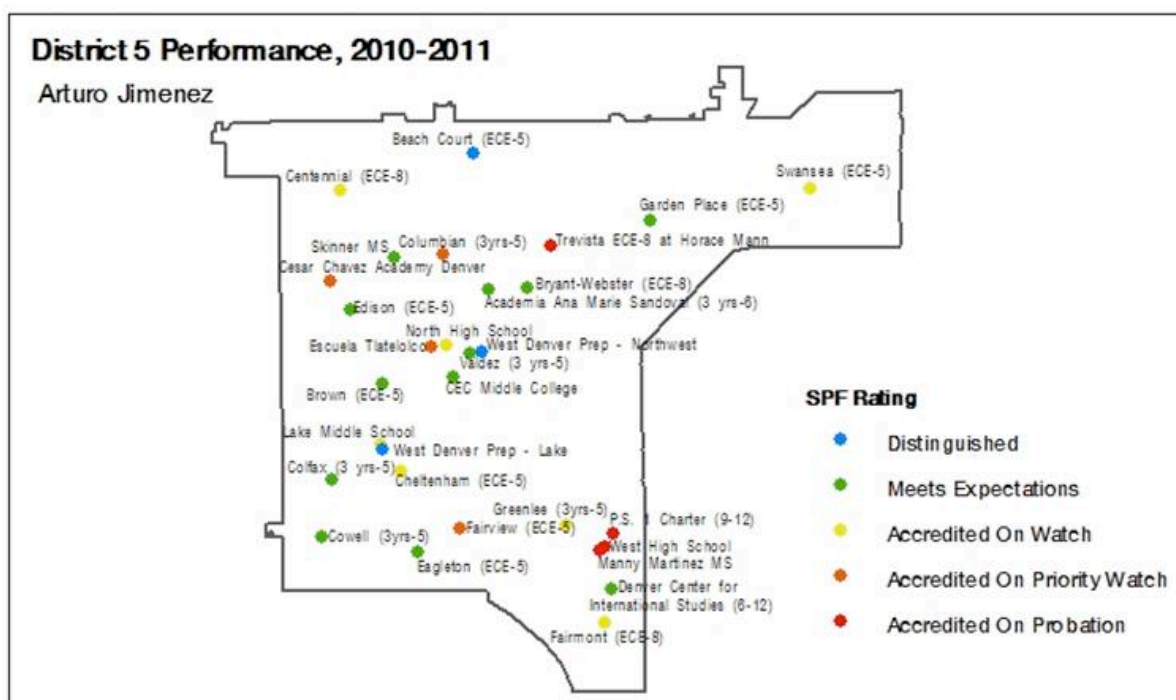 District 5 Performance, 2010-2011
Arturo Jimenez
Beach Court (ECE-5)
Centennial (ECE-8)
Swansea (ECE-5)
Garden Place (ECE-5)
Skinner MS
Columbian (3yrs-5)
Trevista ECE-8 at Horace Mann
Cesar Chavez Academy Denver
Bryant-Webster (ECE-8)
Academia Ana Marie Sandoval (3 yrs-6)
Edison (ECE-5)
North High School
Escuela Tlatelolco
West Denver Prep - Northwest
Valdez (3 yrs-5)
Brown (ECE-5)
CEC Middle College
Lake Middle School
West Denver Prep - Lake
Colfax (3 yrs-5)
Cheltenham (ECE-5)
Greenlee (3yrs-5)
P.S. 1 Charter (9-12)
Fairview (ECE-5)
Cowell (3yrs-5)
West High School
Manny Martinez MS
Eagleton (ECE-5)
Denver Center for
International Studies (6-12)
Fairmont (ECE-8)
SPF Rating
Distinguished
Meets Expectations
Accredited On Watch
Accredited On Priority Watch
Accredited On Probation